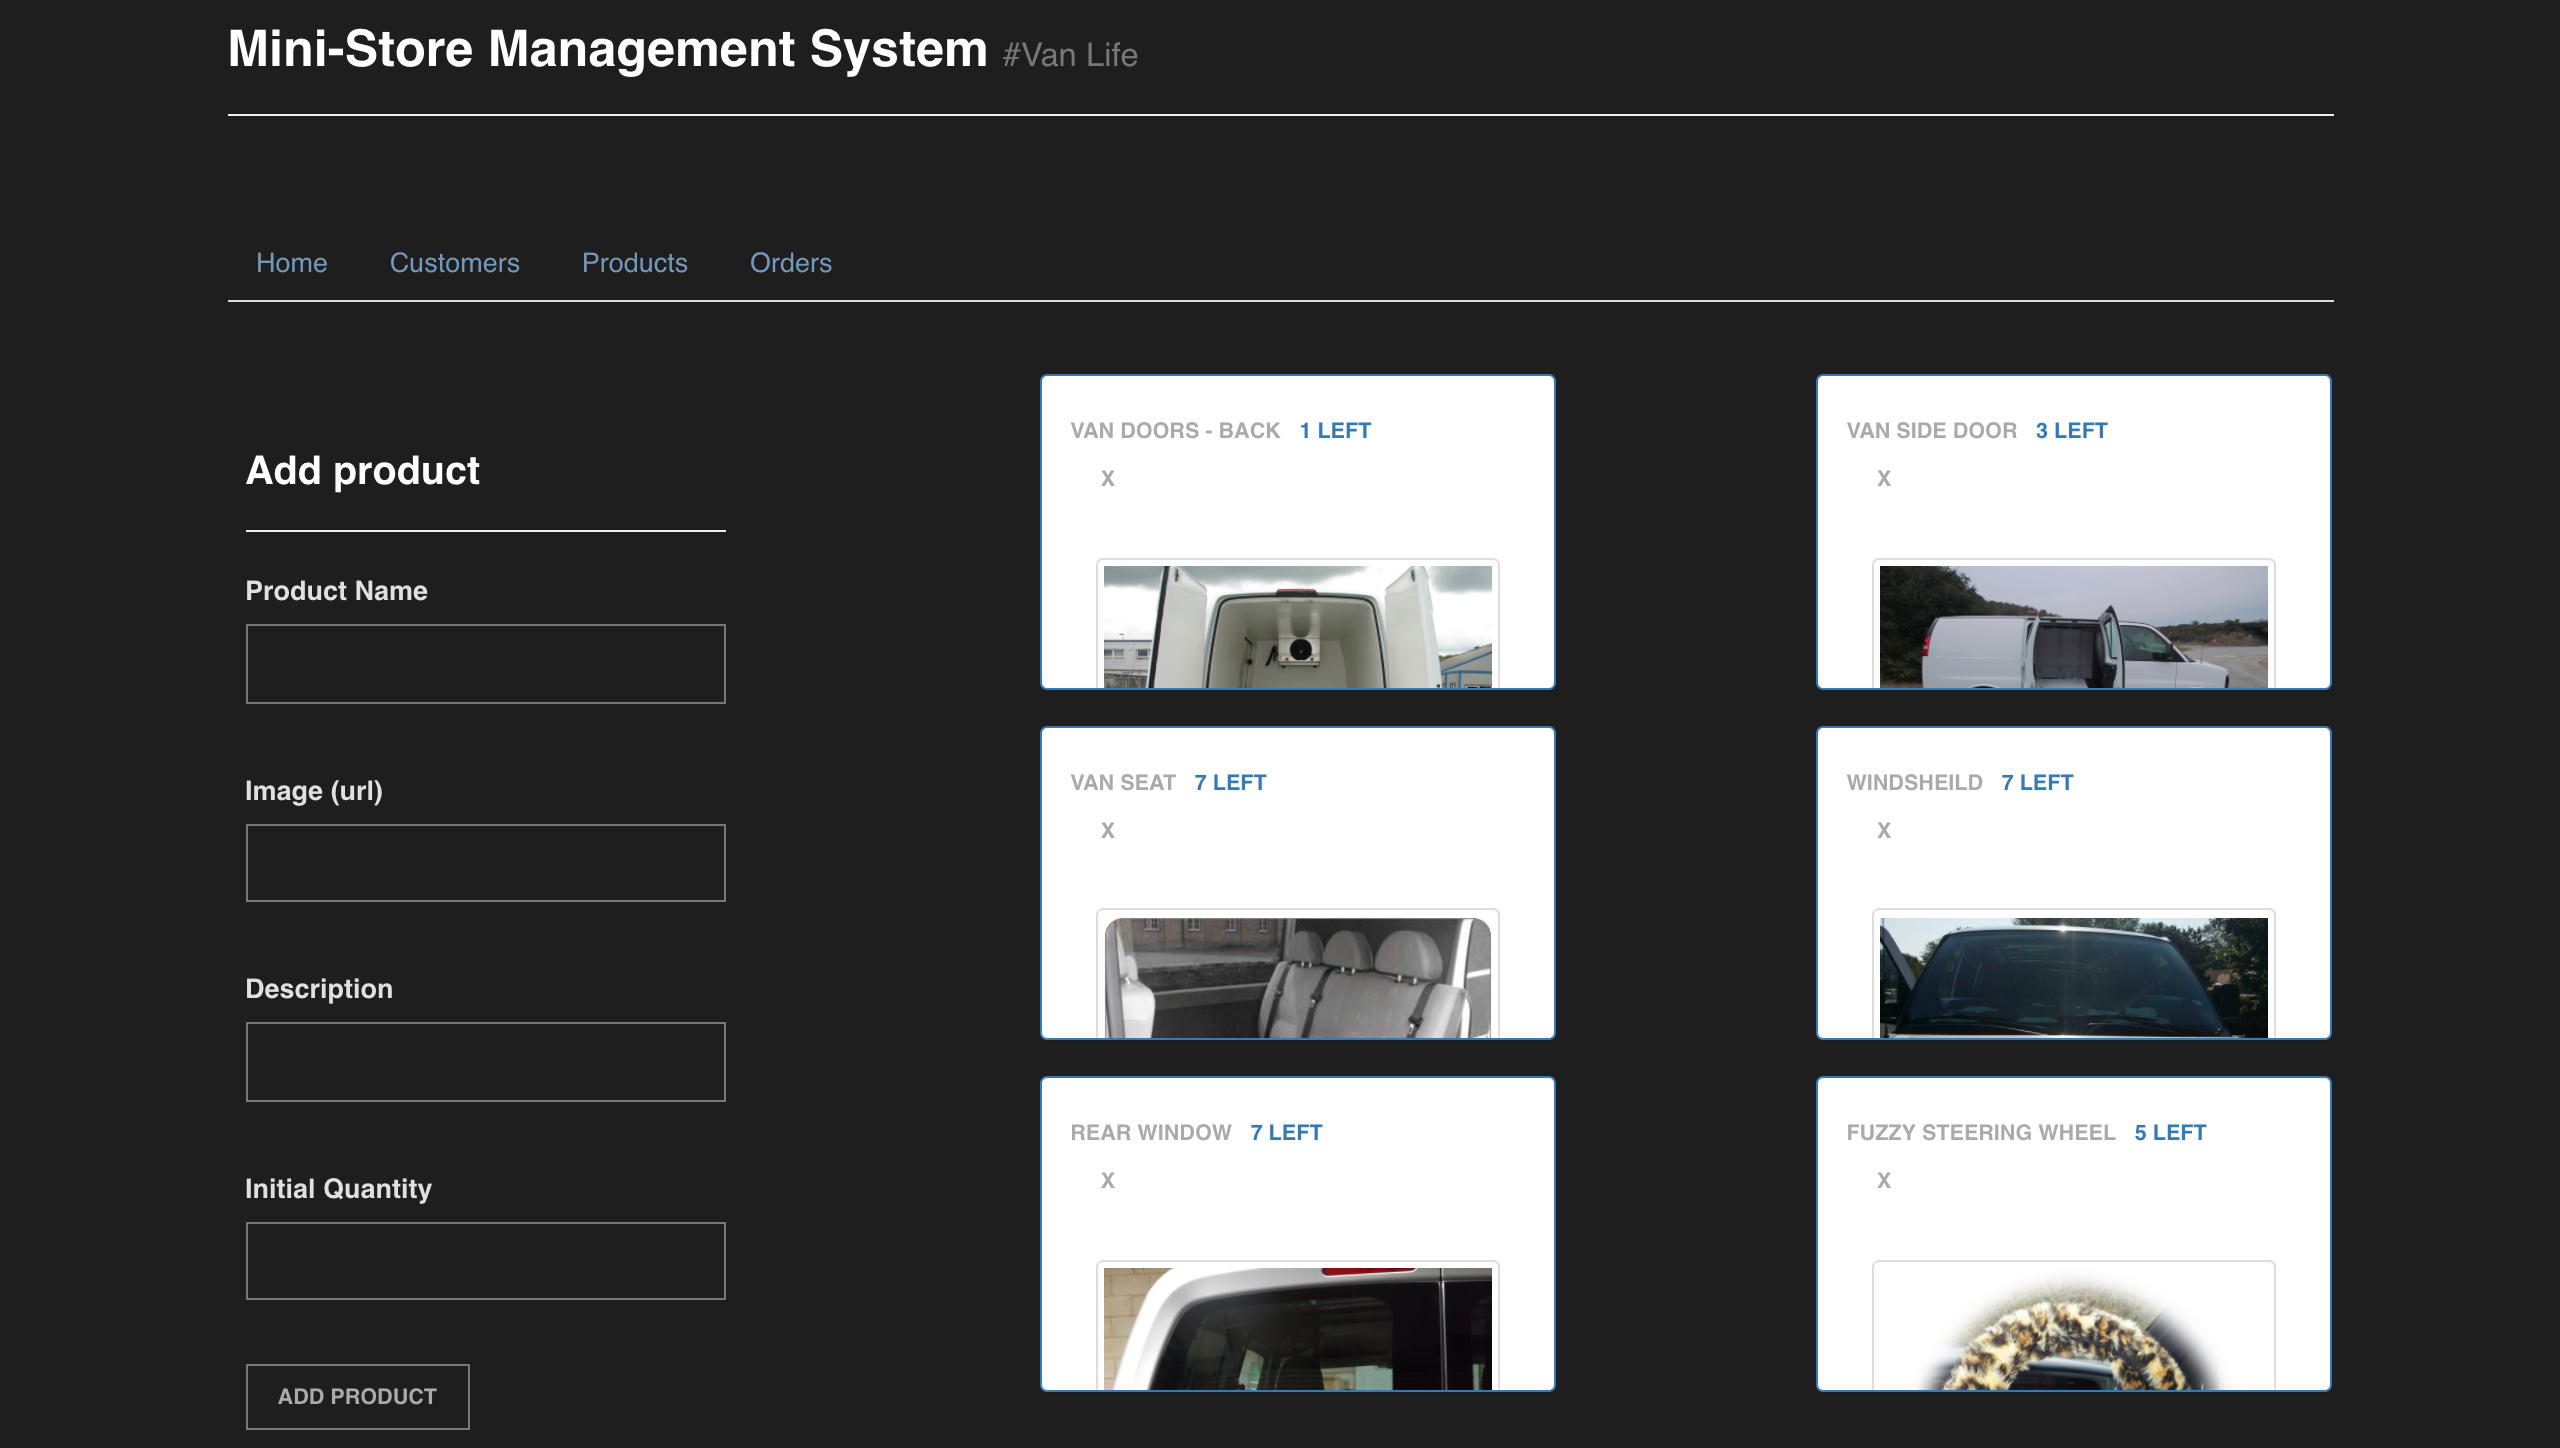 Mini-Store Management System #Van Life
Home Customers Products Orders
Add product
Product Name
Image (url)
Description
Initial Quantity
ADD PRODUCT
VAN DOORS - BACK 1 LEFT
X
VAN SIDE DOOR 3 LEFT
X
VAN SEAT 7 LEFT
X
WINDSHEILD 7 LEFT
X
REAR WINDOW 7 LEFT
X
FUZZY STEERING WHEEL 5 LEFT
X